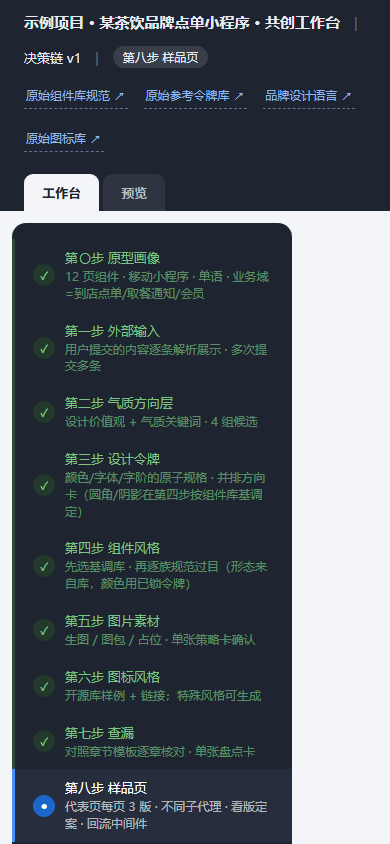 示例项目 • 某茶饮品牌点单小程序 • 共创工作台 |
决策链 v1 | 第八步 样品页
原始组件库规范 ↗ 原始参考令牌库 ↗ 品牌设计语言 ↗
原始图标库 ↗
工作台 预览
第〇步 原型画像
12 页组件 · 移动小程序 · 单语 · 业务域
=到店点单/取餐通知/会员
第一步 外部输入
用户提交的内容逐条解析展示 · 多次提
交多条
第二步 气质方向层
设计价值观 + 气质关键词 · 4 组候选
第三步 设计令牌
颜色/字体/字阶的原子规格 · 并排方向
卡（圆角/阴影在第四步按组件库基调
定）
第四步 组件风格
先选基调库 · 再逐族规范过目（形态来
自库，颜色用已锁令牌）
第五步 图片素材
生图 / 图包 / 占位 · 单张策略卡确认
第六步 图标风格
开源库样例 + 链接；特殊风格可生成
第七步 查漏
对照章节模板逐章核对 · 单张盘点卡
第八步 样品页
代表页每页 3 版 · 不同子代理 · 看版定
案 · 回流中间件